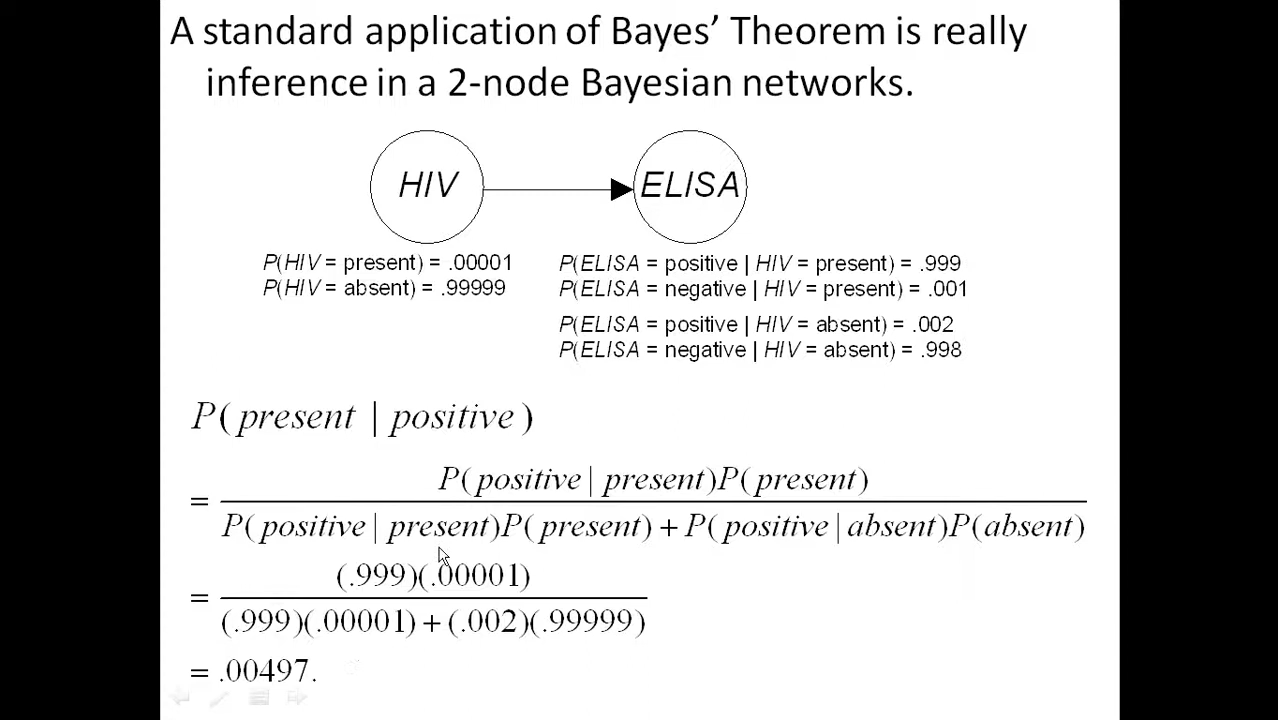 A standard application of Bayes’ Theorem is really
inference in a 2-node Bayesian networks.
HIV
ELISA
P(HIV = present) = .00001
P(HIV = absent) = .99999
P(ELISA = positive | HIV = present) = .999
P(ELISA = negative | HIV = present) = .001
P(ELISA = positive | HIV = absent) = .002
P(ELISA = negative | HIV = absent) = .998
P( present | positive )
P( positive | present)P( present)
=
P( positive | present)P( present) + P( positive | absent)P(absent)
(.999)(.00001)
=
(.999)(.00001) + (.002)(.99999)
= .00497.